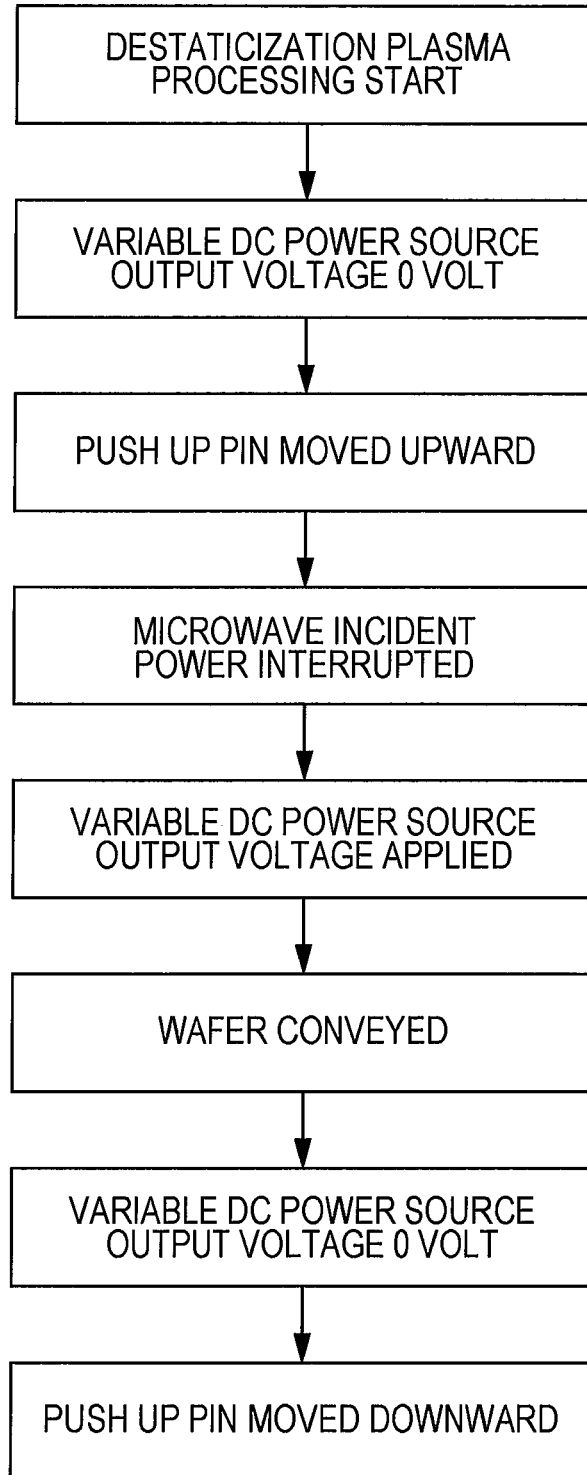 DESTATICIZATION PLASMA
PROCESSING START
VARIABLE DC POWER SOURCE
OUTPUT VOLTAGE 0 VOLT
PUSH UP PIN MOVED UPWARD
MICROWAVE INCIDENT
POWER INTERRUPTED
VARIABLE DC POWER SOURCE
OUTPUT VOLTAGE APPLIED
WAFER CONVEYED
VARIABLE DC POWER SOURCE
OUTPUT VOLTAGE 0 VOLT
PUSH UP PIN MOVED DOWNWARD